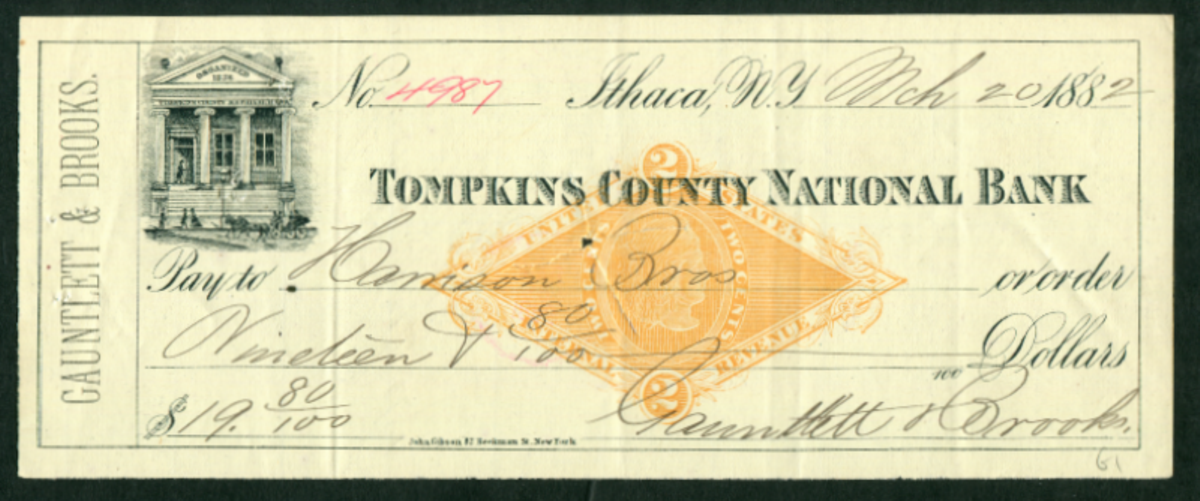 GAUNTLETT & BROOKS.
ORGANIZED
1836
No. 4987 Ithaca, N.Y. Mch 20 1882
TOMPKINS COUNTY NATIONAL BANK
2
UNITED STATES
TWO CENTS
INTERNAL REVENUE
2
Pay to Harrison Bros or order
Nineteen & 80/100 Dollars
100
$19. 80/100 Gauntlett & Brooks.
John Gibson 82 Beekman St. New York